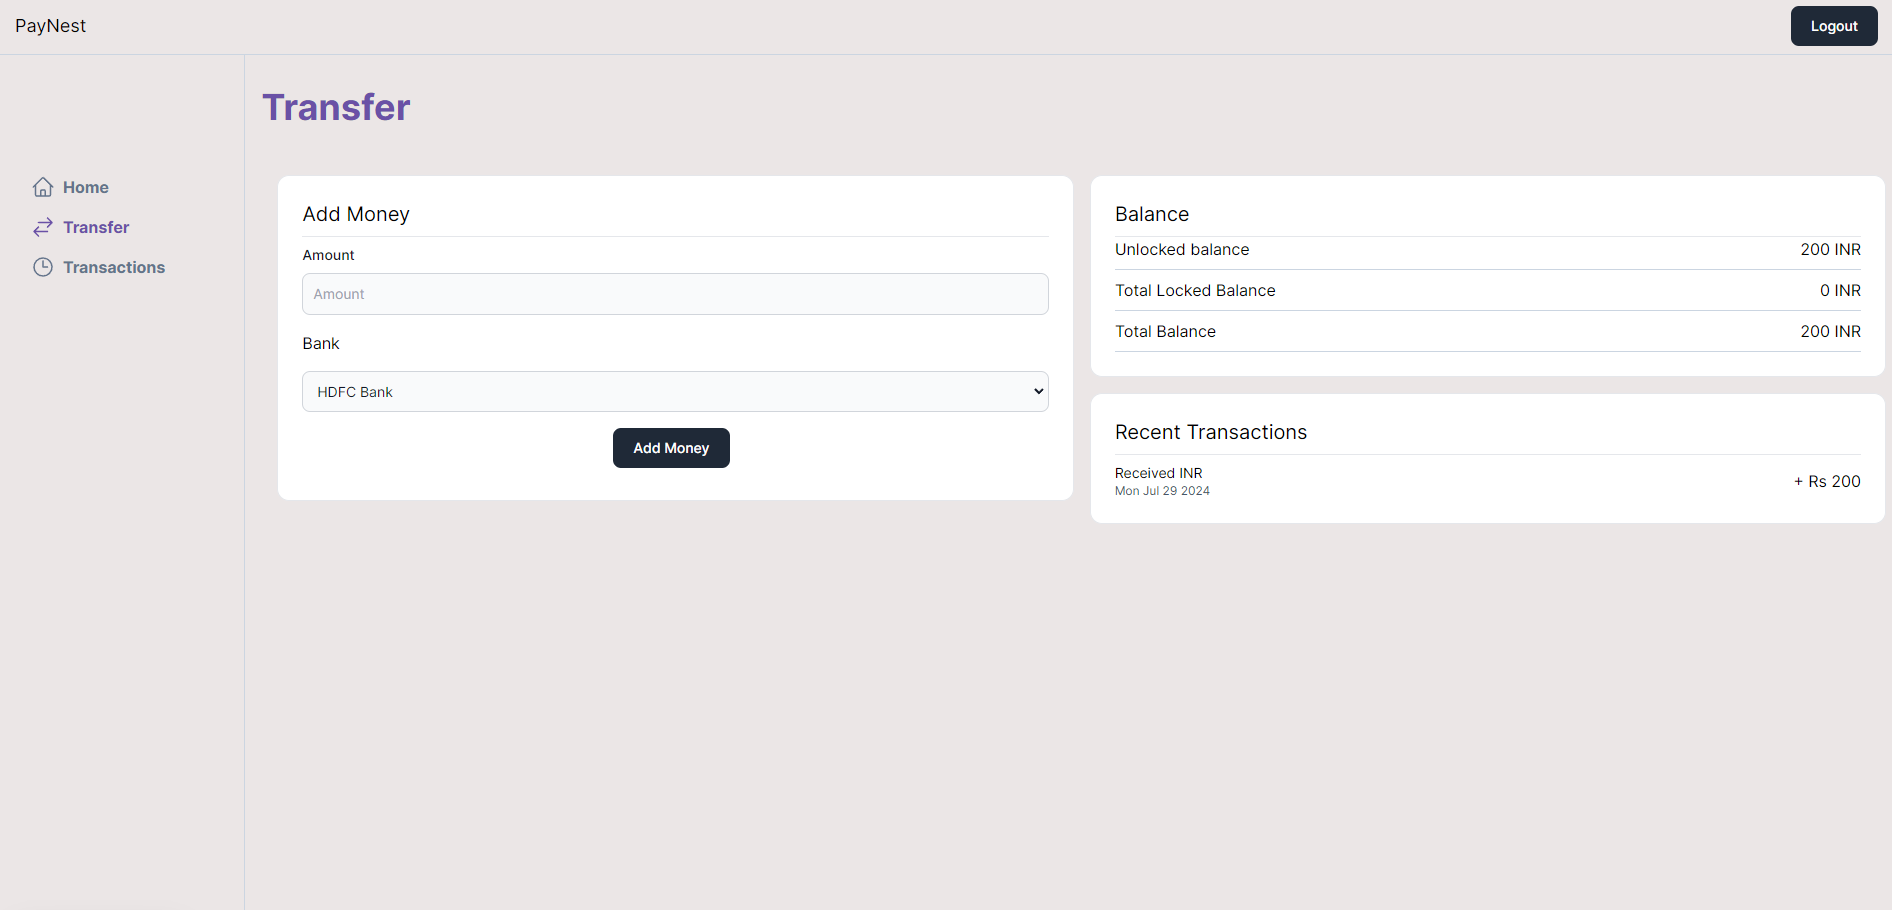 PayNest
Logout
Transfer
Home
Transfer
Transactions
Add Money
Amount
Amount
Bank
HDFC Bank
Add Money
Balance
Unlocked balance 200 INR
Total Locked Balance 0 INR
Total Balance 200 INR
Recent Transactions
Received INR
Mon Jul 29 2024
+ Rs 200